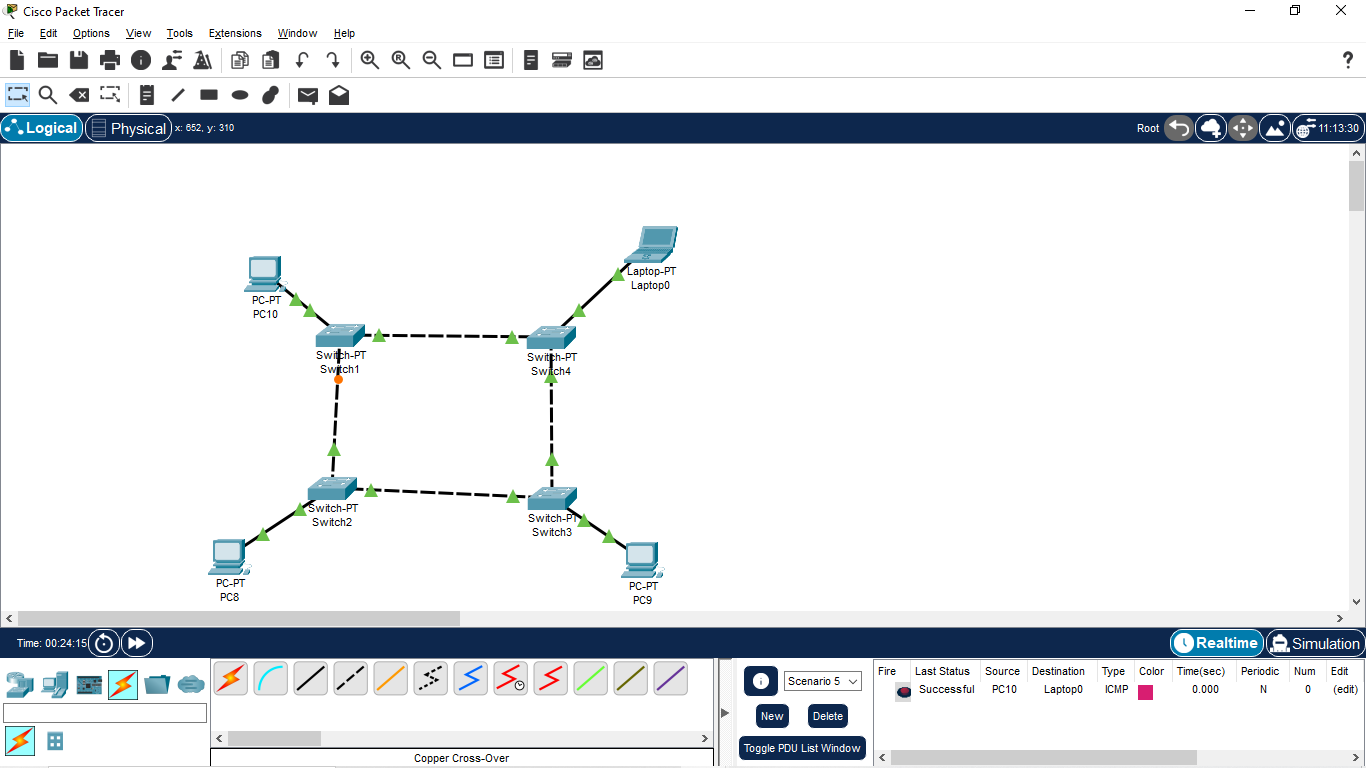 Cisco Packet Tracer
File Edit Options View Tools Extensions Window Help
Logical Physical x: 652, y: 310 Root 11:13:30
Laptop-PT
Laptop0
PC-PT
PC10
Switch-PT
Switch1
Switch-PT
Switch4
Switch-PT
Switch2
Switch-PT
Switch3
PC-PT
PC8
PC-PT
PC9
Time: 00:24:15 Realtime Simulation
Scenario 5
New Delete
Toggle PDU List Window
Fire Last Status Source Destination Type Color Time(sec) Periodic Num Edit
Successful PC10 Laptop0 ICMP 0.000 N 0 (edit)
Copper Cross-Over